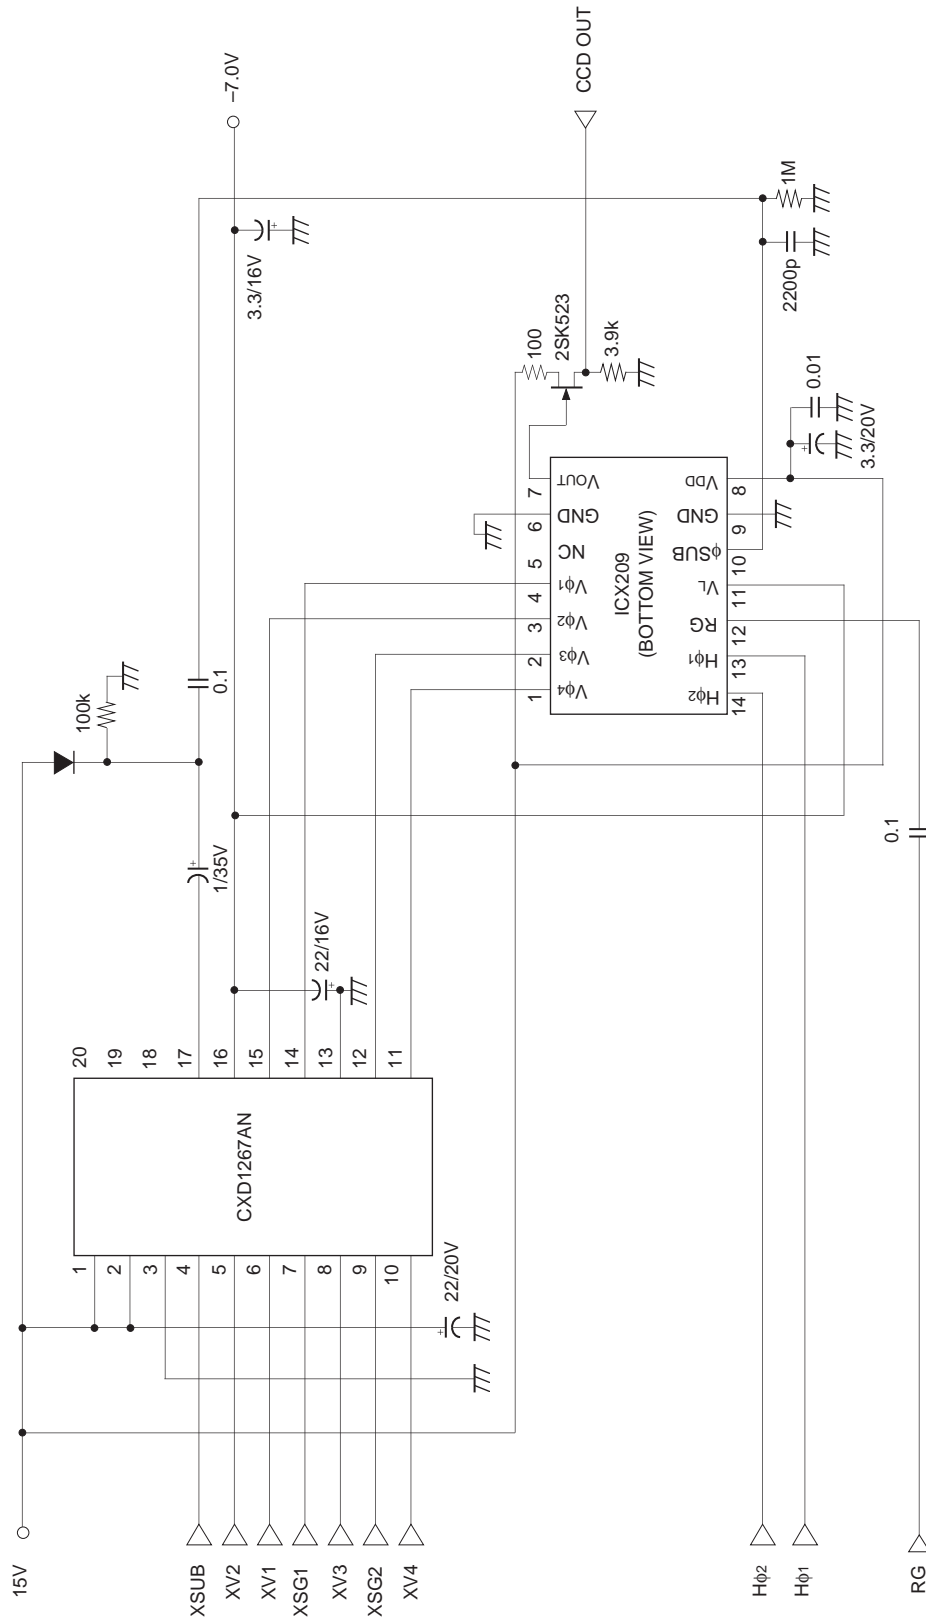 15V
XSUB
XV2
XV1
XSG1
XV3
XSG2
XV4
Hϕ2
Hϕ1
RG
22/20V
1
2
3
4
5
6
7
8
9
10
CXD1267AN
20
19
18
17
16
15
14
13
12
11
+
1/35V
+
22/16V
+
100k
0.1
–7.0V
3.3/16V
+
CCD OUT
100
2SK523
3.9k
1M
2200p
0.01
3.3/20V
+
0.1
1
2
3
4
5
6
7
Vϕ4
Vϕ3
Vϕ2
Vϕ1
NC
GND
VOUT
ICX209
(BOTTOM VIEW)
Hϕ2
Hϕ1
RG
VL
ϕSUB
GND
VDD
14
13
12
11
10
9
8